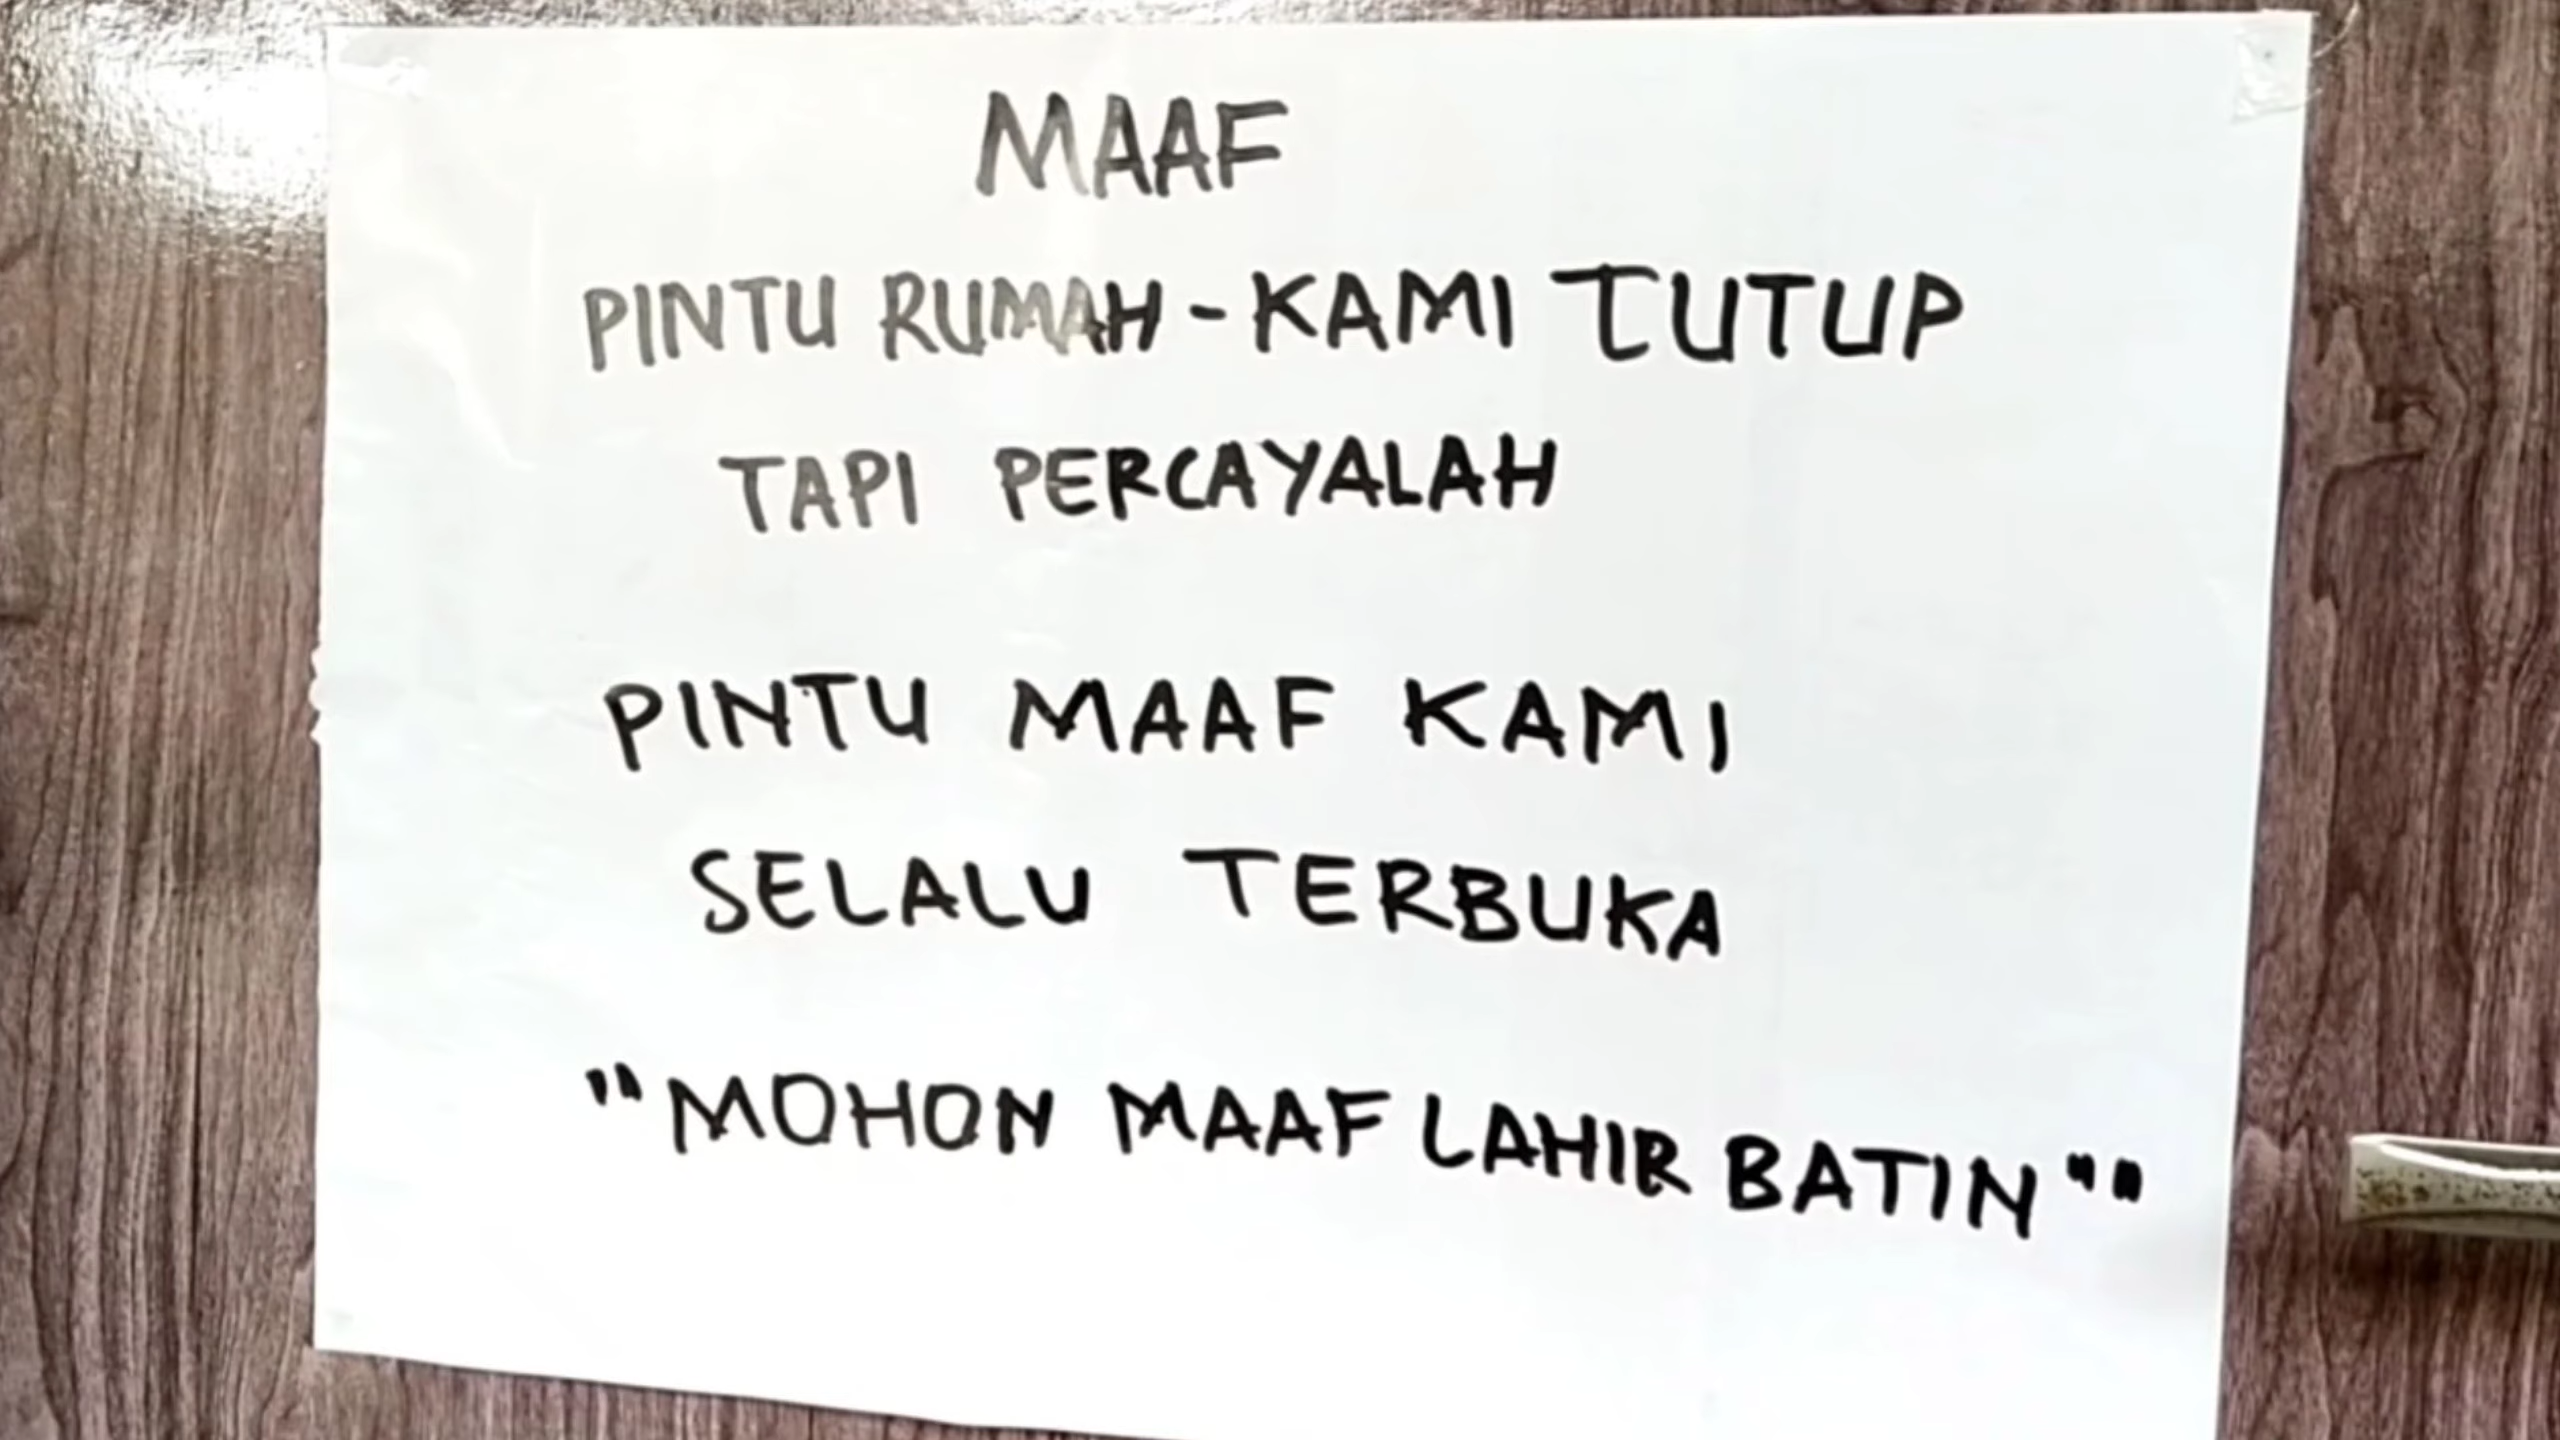 MAAF
PINTU RUMAH - KAMI TUTUP
TAPI PERCAYALAH
PINTU MAAF KAMI
SELALU TERBUKA
"MOHON MAAF LAHIR BATIN"